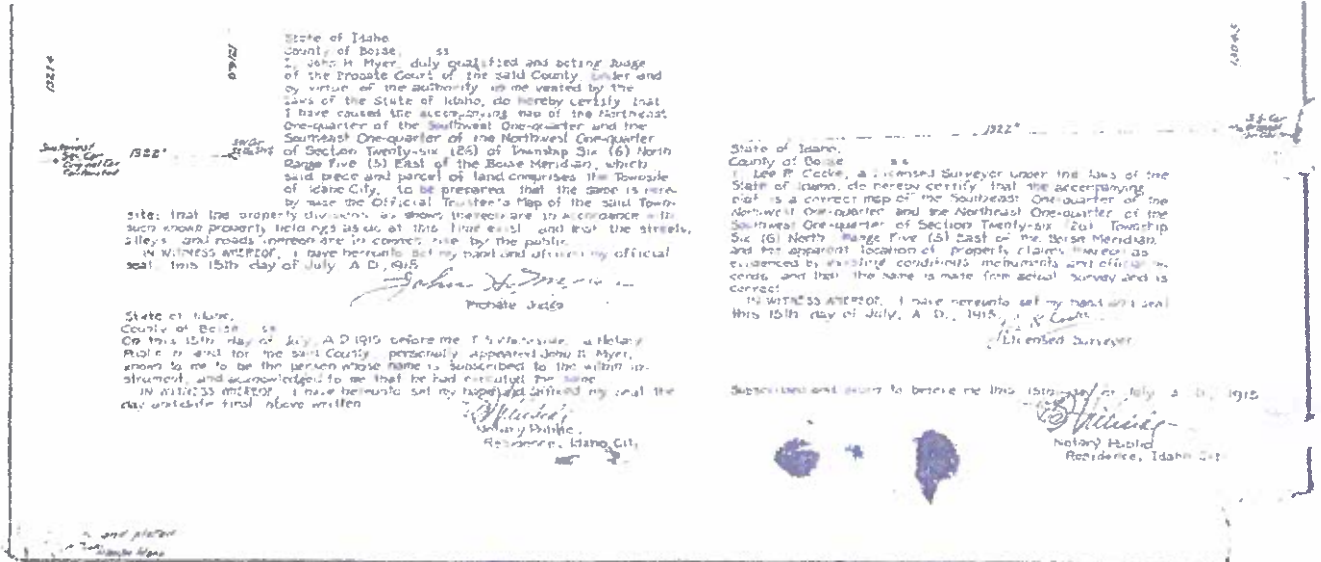 State of Idaho
County of Boise, ss
I, John H. Myer, duly qualified and acting Judge
of the Probate Court of the said County, under and
by virtue of the authority in me vested by the
laws of the State of Idaho, do hereby certify that
I have caused the accompanying map of the Northeast
One-quarter of the Southwest One-quarter and the
Southeast One-quarter of the Northwest One-quarter
of Section Twenty-six (26) of Township Six (6) North
Range Five (5) East of the Boise Meridian, which
said piece and parcel of land comprises the Townsite
of Idaho City, to be prepared that the same is here-
by made the Official Trustee's Map of the said Town-
site; that the property divisions as shown thereon are in accordance with
such known property holdings as do at this time exist and that the streets,
alleys and roads thereon are in common use by the public.
IN WITNESS WHEREOF, I have hereunto set my hand and affixed my official
seal, this 15th day of July, A.D., 1915
John H. Myer
Probate Judge
State of Idaho,
County of Boise ss
On this 15th day of July, A.D. 1915 before me a Notary
Public in and for the said County, personally appeared John H. Myer,
known to me to be the person whose name is subscribed to the within in-
strument, and acknowledged to me that he had executed the same
IN WITNESS WHEREOF, I have hereunto set my hand and affixed my seal the
day and date first above written
Notary Public,
Residence, Idaho City
1322'
1322'
State of Idaho,
County of Boise ss
I, Lee R. Cooke, a Licensed Surveyor under the laws of the
State of Idaho, do hereby certify that the accompanying
plat is a correct map of the Southeast One-quarter of the
Northwest One-quarter and the Northeast One-quarter of the
Southwest One-quarter of Section Twenty-six (26) Township
Six (6) North Range Five (5) East of the Boise Meridian,
and the apparent location of property claims thereon as
evidenced by existing conditions, monuments and official re-
cords, and that the same is made from actual survey and is
correct
IN WITNESS WHEREOF, I have hereunto set my hand and seal
this 15th day of July, A. D., 1915.
Licensed Surveyor
Subscribed and sworn to before me this 15th day of July A. D., 1915
Notary Public
Residence, Idaho City
and platted